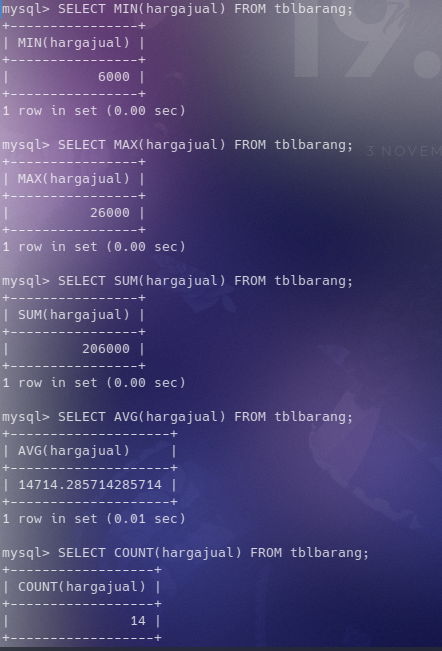 mysql> SELECT MIN(hargajual) FROM tblbarang;
+----------------+
| MIN(hargajual) |
+----------------+
|           6000 |
+----------------+
1 row in set (0.00 sec)
mysql> SELECT MAX(hargajual) FROM tblbarang;
+----------------+
| MAX(hargajual) |
+----------------+
|          26000 |
+----------------+
1 row in set (0.00 sec)
mysql> SELECT SUM(hargajual) FROM tblbarang;
+----------------+
| SUM(hargajual) |
+----------------+
|         206000 |
+----------------+
1 row in set (0.00 sec)
mysql> SELECT AVG(hargajual) FROM tblbarang;
+--------------------+
| AVG(hargajual)     |
+--------------------+
| 14714.285714285714 |
+--------------------+
1 row in set (0.01 sec)
mysql> SELECT COUNT(hargajual) FROM tblbarang;
+------------------+
| COUNT(hargajual) |
+------------------+
|               14 |
+------------------+
19.
3 NOVEM